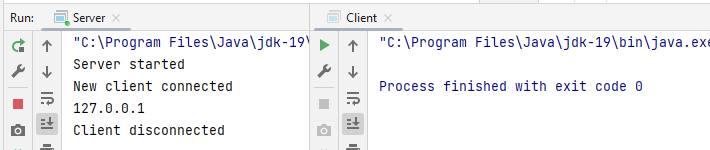 Run: Server
"C:\Program Files\Java\jdk-19\
Server started
New client connected
127.0.0.1
Client disconnected
Client
"C:\Program Files\Java\jdk-19\bin\java.exe
Process finished with exit code 0